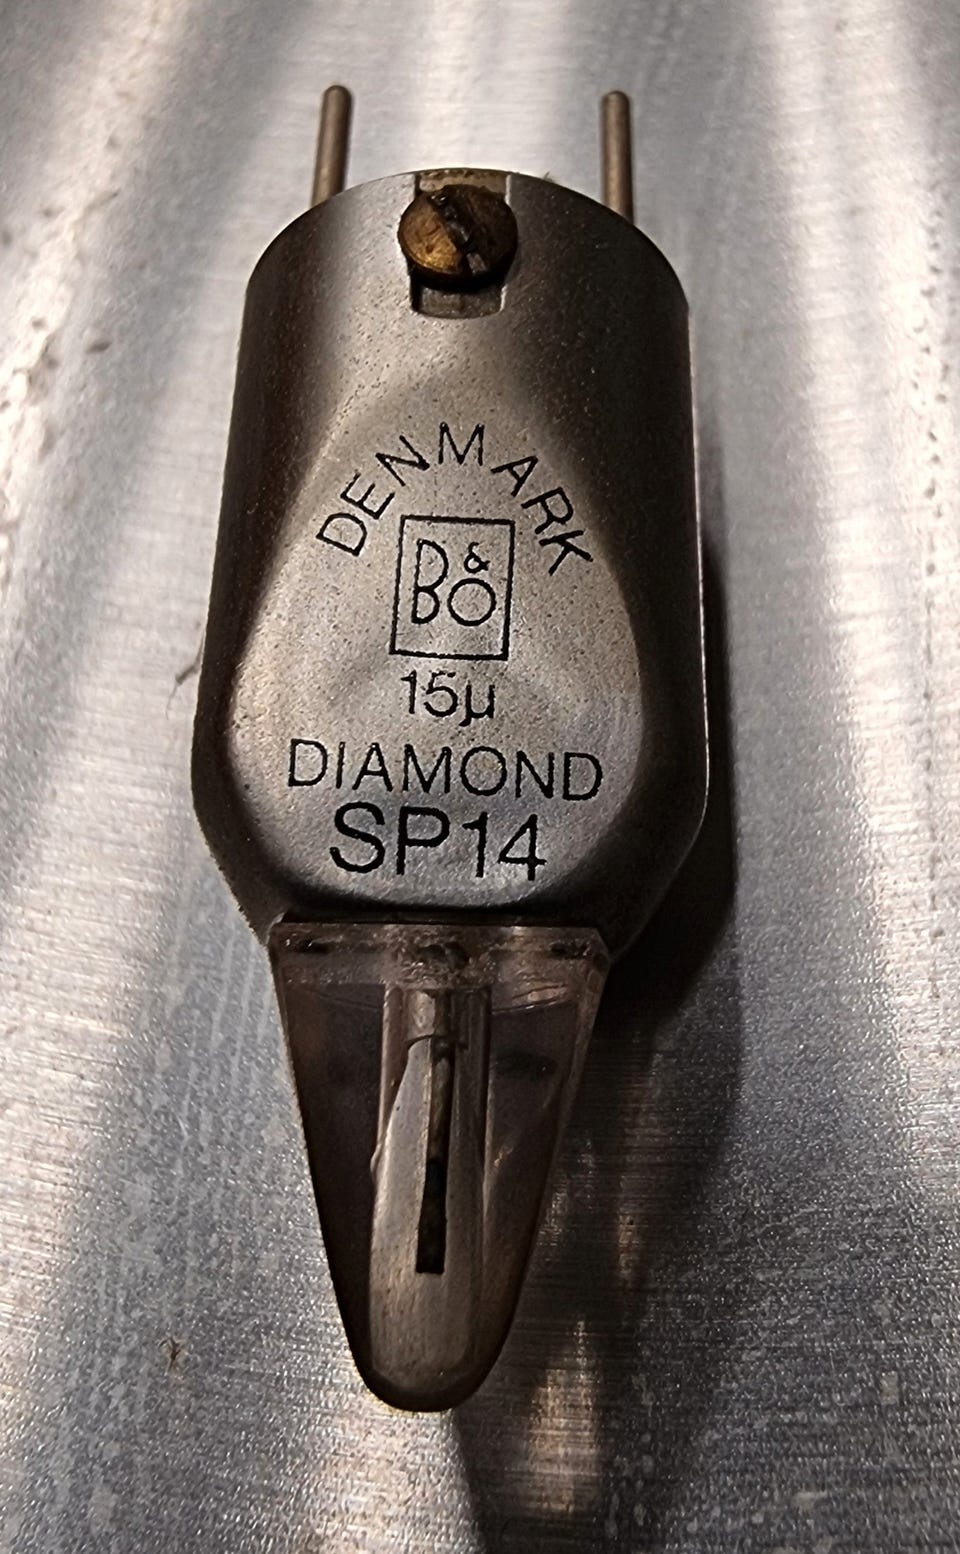 DENMARK
B&O
15µ
DIAMOND
SP14